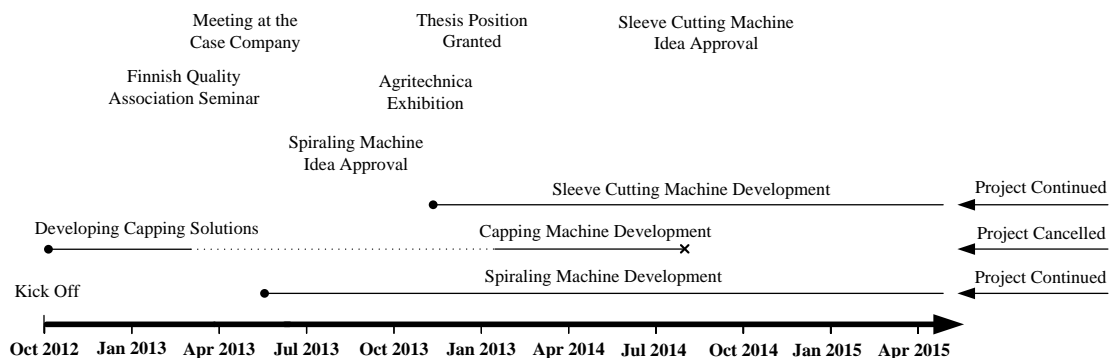 Meeting at the
Case Company
Thesis Position
Granted
Sleeve Cutting Machine
Idea Approval
Finnish Quality
Association Seminar
Agritechnica
Exhibition
Spiraling Machine
Idea Approval
Sleeve Cutting Machine Development
Project Continued
Developing Capping Solutions
Capping Machine Development
Project Cancelled
Kick Off
Spiraling Machine Development
Project Continued
Oct 2012 Jan 2013 Apr 2013 Jul 2013 Oct 2013 Jan 2013 Apr 2014 Jul 2014 Oct 2014 Jan 2015 Apr 2015